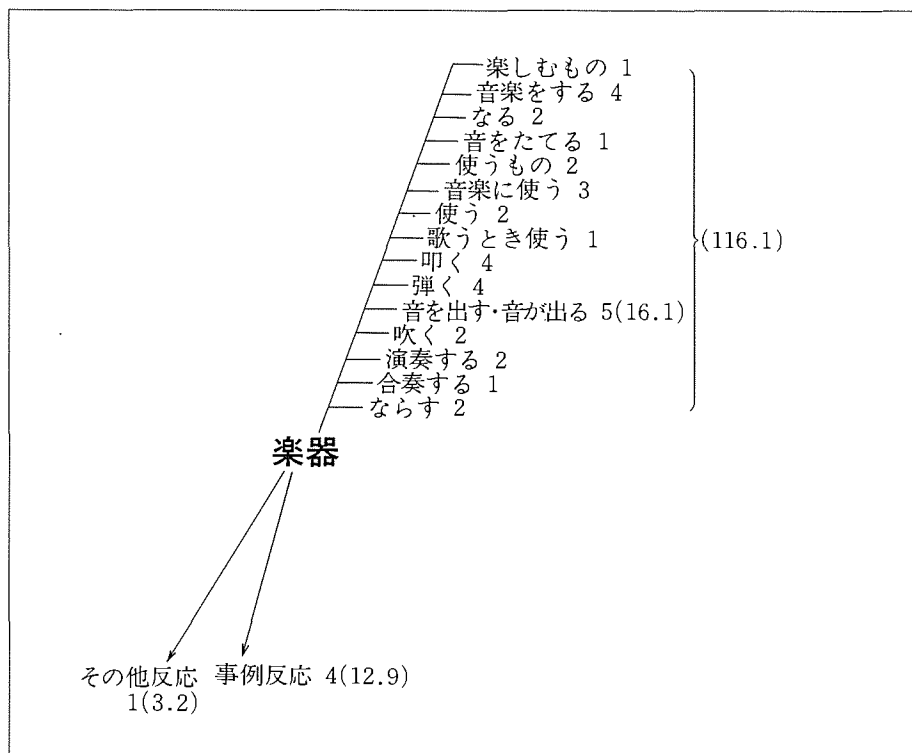 楽しむもの 1
音楽をする 4
なる 2
音をたてる 1
使うもの 2
音楽に使う 3
使う 2
歌うとき使う 1
叩く 4
弾く 4
音を出す・音が出る 5(16.1)
吹く 2
演奏する 2
合奏する 1
ならす 2
(116.1)
楽器
その他反応
1(3.2)
事例反応 4(12.9)